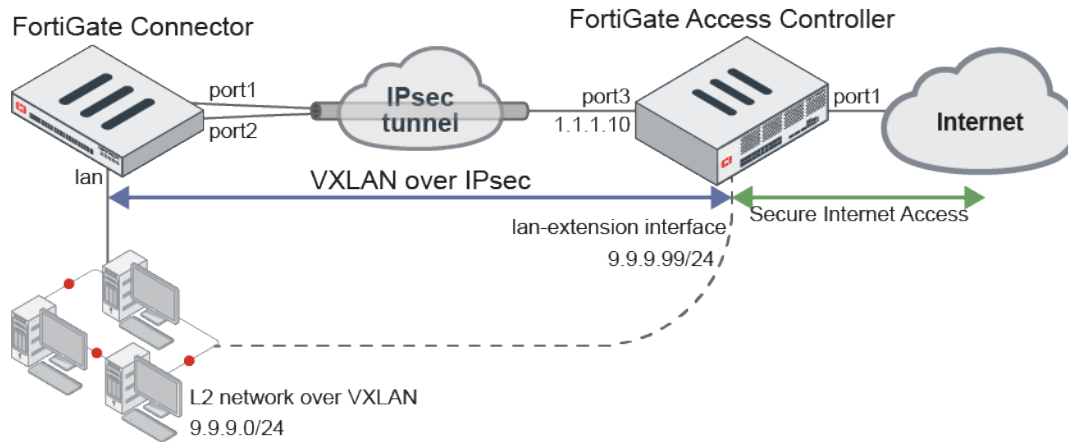 FortiGate Connector
FortiGate Access Controller
port1
port2
IPsec
tunnel
port3
1.1.1.10
port1
Internet
lan
VXLAN over IPsec
lan-extension interface
9.9.9.99/24
Secure Internet Access
L2 network over VXLAN
9.9.9.0/24